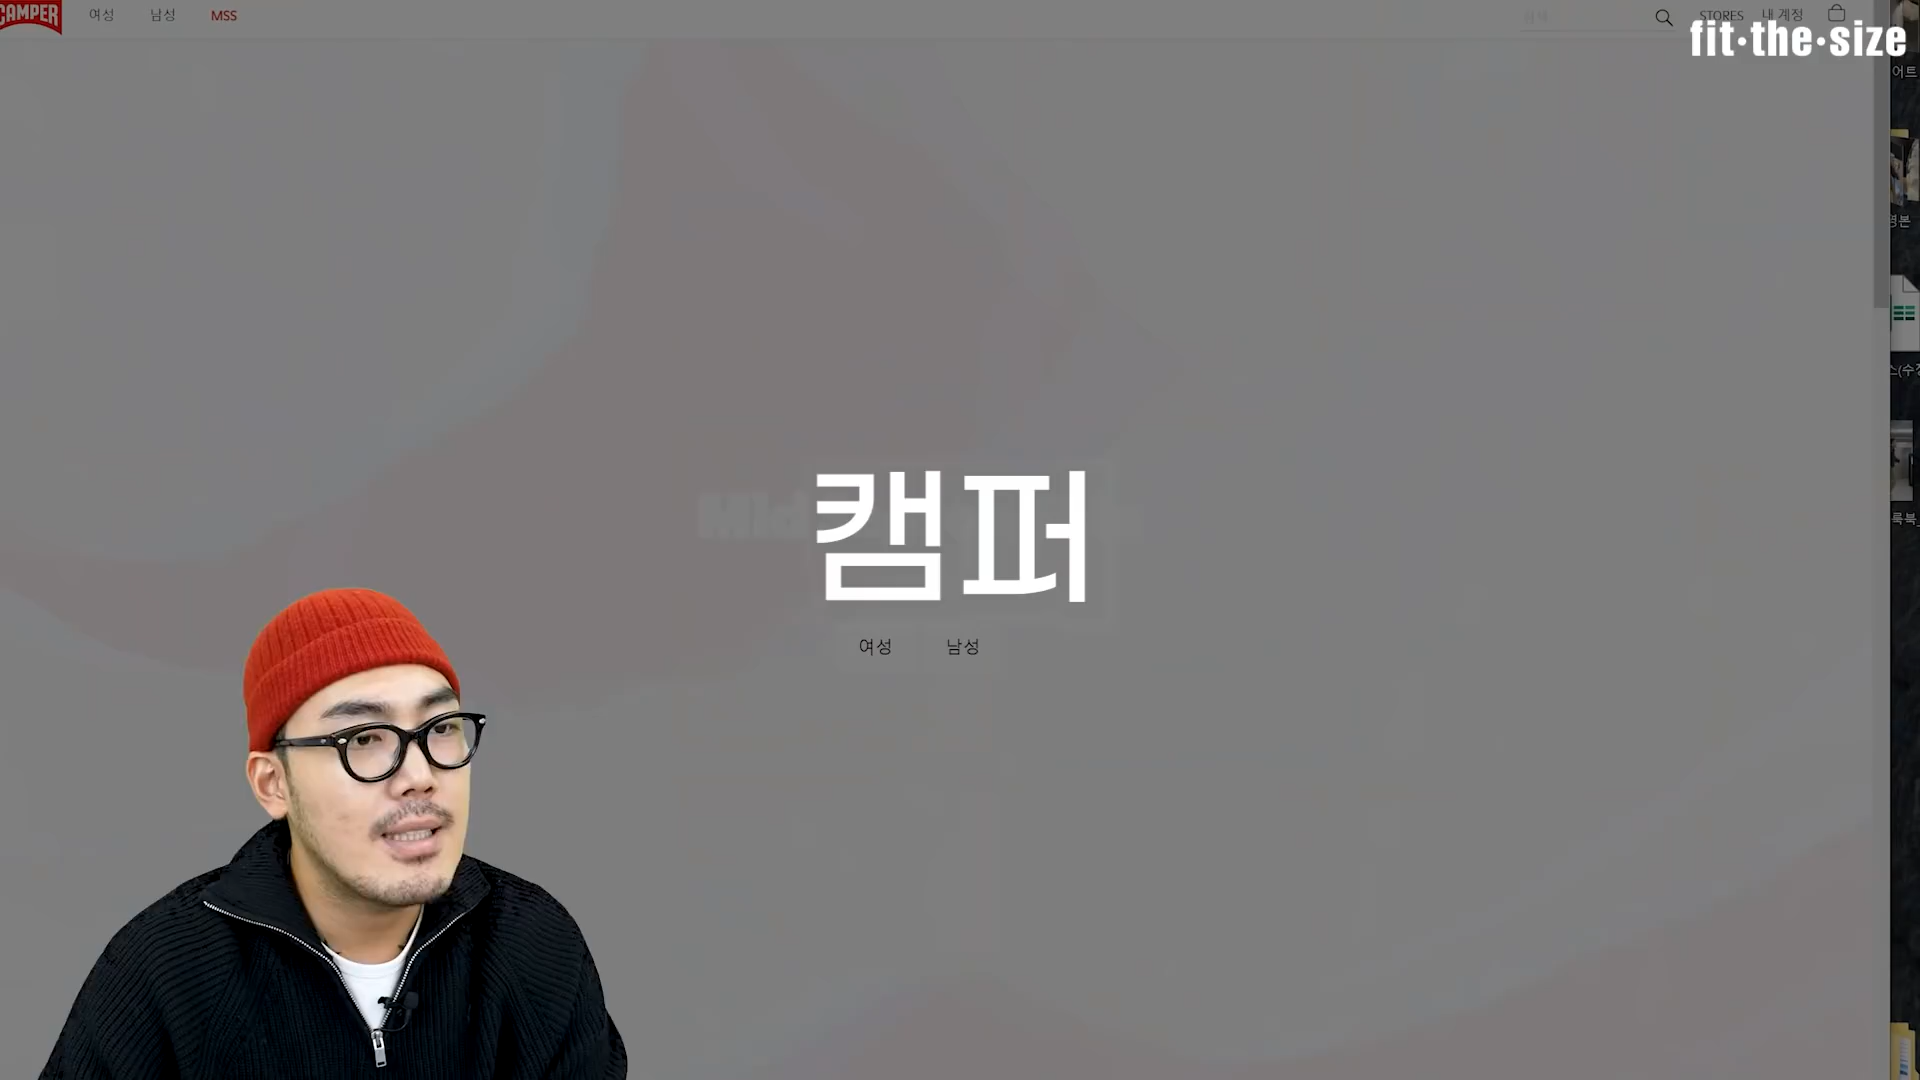 CAMPER 여성 남성 MSS STORES 내 계정
fit·the·size
어트
캠퍼
여성 남성